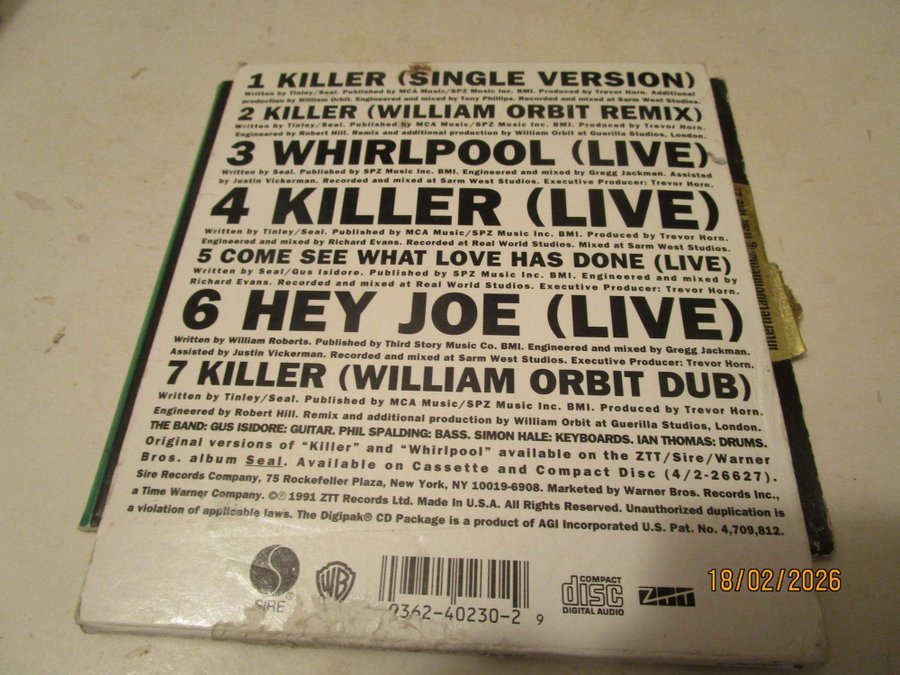 1 KILLER (SINGLE VERSION)
Written by Tinley/Seal. Published by MCA Music/SPZ Music Inc. BMI. Produced by Trevor Horn. Additional
production by William Orbit. Engineered and mixed by Tony Phillips. Recorded and mixed at Sarm West Studios.
2 KILLER (WILLIAM ORBIT REMIX)
Written by Tinley/Seal. Published by MCA Music/SPZ Music Inc. BMI. Produced by Trevor Horn.
Engineered by Robert Hill. Remix and additional production by William Orbit at Guerilla Studios, London.
3 WHIRLPOOL (LIVE)
Written by Seal. Published by SPZ Music Inc. BMI. Engineered and mixed by Gregg Jackman. Assisted
by Justin Vickerman. Recorded and mixed at Sarm West Studios. Executive Producer: Trevor Horn.
4 KILLER (LIVE)
Written by Tinley/Seal. Published by MCA Music/SPZ Music Inc. BMI. Produced by Trevor Horn.
Engineered and mixed by Richard Evans. Recorded at Real World Studios. Mixed at Sarm West Studios.
5 COME SEE WHAT LOVE HAS DONE (LIVE)
Written by Seal/Gus Isidore. Published by SPZ Music Inc. BMI. Engineered and mixed by
Richard Evans. Recorded and mixed at Real World Studios. Executive Producer: Trevor Horn.
6 HEY JOE (LIVE)
Written by William Roberts. Published by Third Story Music Co. BMI. Engineered and mixed by Gregg Jackman.
Assisted by Justin Vickerman. Recorded and mixed at Sarm West Studios. Executive Producer: Trevor Horn.
7 KILLER (WILLIAM ORBIT DUB)
Written by Tinley/Seal. Published by MCA Music/SPZ Music Inc. BMI. Produced by Trevor Horn.
Engineered by Robert Hill. Remix and additional production by William Orbit at Guerilla Studios, London.
THE BAND: GUS ISIDORE: GUITAR. PHIL SPALDING: BASS. SIMON HALE: KEYBOARDS. IAN THOMAS: DRUMS.
Original versions of "Killer" and "Whirlpool" available on the ZTT/Sire/Warner
Bros. album Seal. Available on Cassette and Compact Disc (4/2-26627).
Sire Records Company, 75 Rockefeller Plaza, New York, NY 10019-6908. Marketed by Warner Bros. Records Inc.,
a Time Warner Company. ©℗ 1991 ZTT Records Ltd. Made In U.S.A. All Rights Reserved. Unauthorized duplication is
a violation of applicable laws. The Digipak® CD Package is a product of AGI Incorporated U.S. Pat. No. 4,709,812.
SIRE
WB
9362-40230-2 9
COMPACT
disc
DIGITAL AUDIO
ZTT
18/02/2026